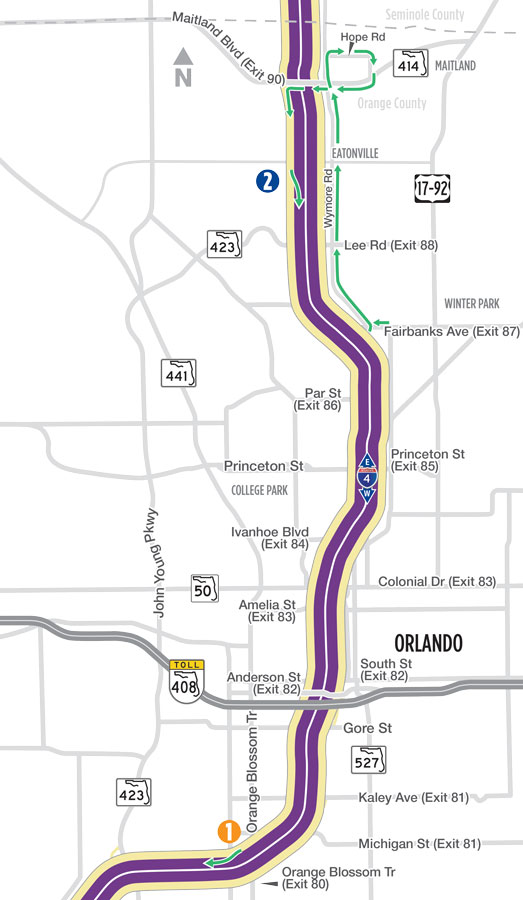 Seminole County
Maitland Blvd (Exit 90)
Hope Rd
414
MAITLAND
N
Orange County
EATONVILLE
2
17-92
Wymore Rd
423
Lee Rd (Exit 88)
WINTER PARK
Fairbanks Ave (Exit 87)
441
Par St
(Exit 86)
Princeton St
(Exit 85)
E
4
W
Princeton St
COLLEGE PARK
John Young Pkwy
Ivanhoe Blvd
(Exit 84)
50
Colonial Dr (Exit 83)
Amelia St
(Exit 83)
ORLANDO
TOLL
408
Anderson St
(Exit 82)
South St
(Exit 82)
Orange Blossom Tr
Gore St
527
423
Kaley Ave (Exit 81)
1
Michigan St (Exit 81)
Orange Blossom Tr
(Exit 80)